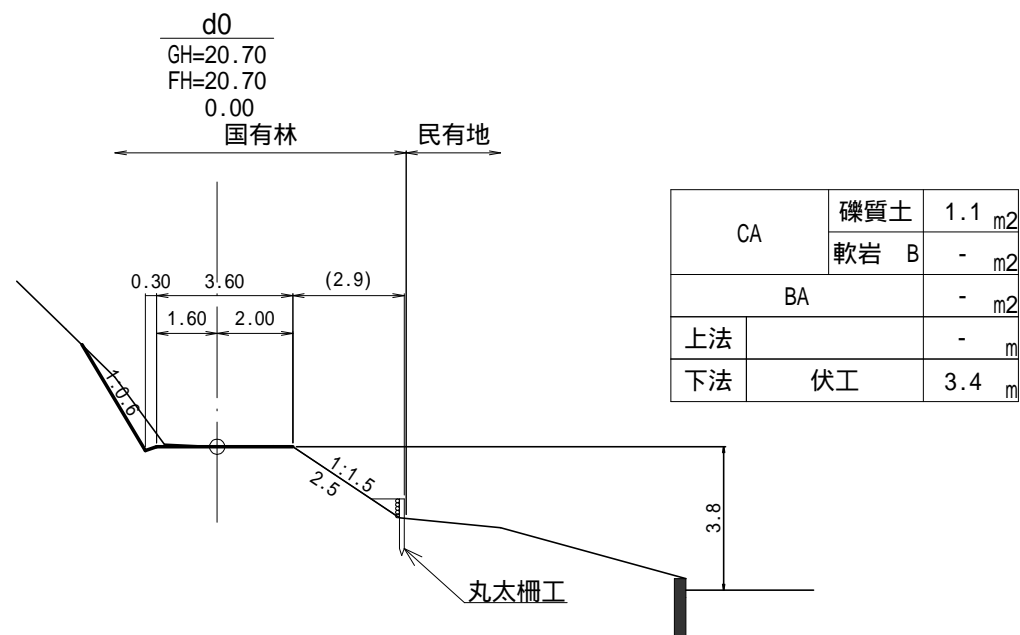 d0
GH=20.70
FH=20.70
0.00
国有林 民有地
0.30 3.60 (2.9)
1.60 2.00
1:0.6
1:1.5
2.5
3.8
丸太柵工
CA 礫質土 1.1 m2
軟岩 B - m2
BA - m2
上法 - m
下法 伏工 3.4 m